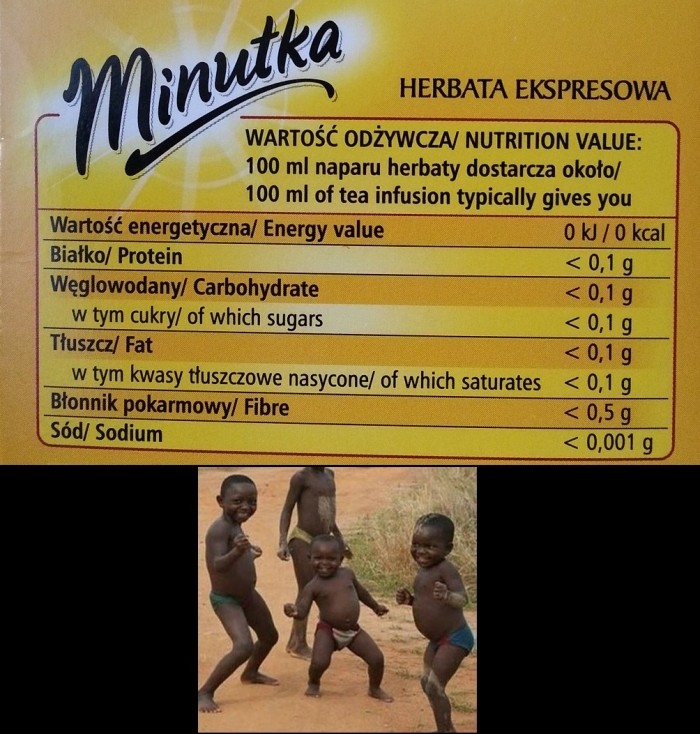 Minutka
HERBATA EKSPRESOWA
WARTOŚĆ ODŻYWCZA/ NUTRITION VALUE:
100 ml naparu herbaty dostarcza około/
100 ml of tea infusion typically gives you
Wartość energetyczna/ Energy value 0 kJ / 0 kcal
Białko/ Protein < 0,1 g
Węglowodany/ Carbohydrate < 0,1 g
w tym cukry/ of which sugars < 0,1 g
Tłuszcz/ Fat < 0,1 g
w tym kwasy tłuszczowe nasycone/ of which saturates < 0,1 g
Błonnik pokarmowy/ Fibre < 0,5 g
Sód/ Sodium < 0,001 g